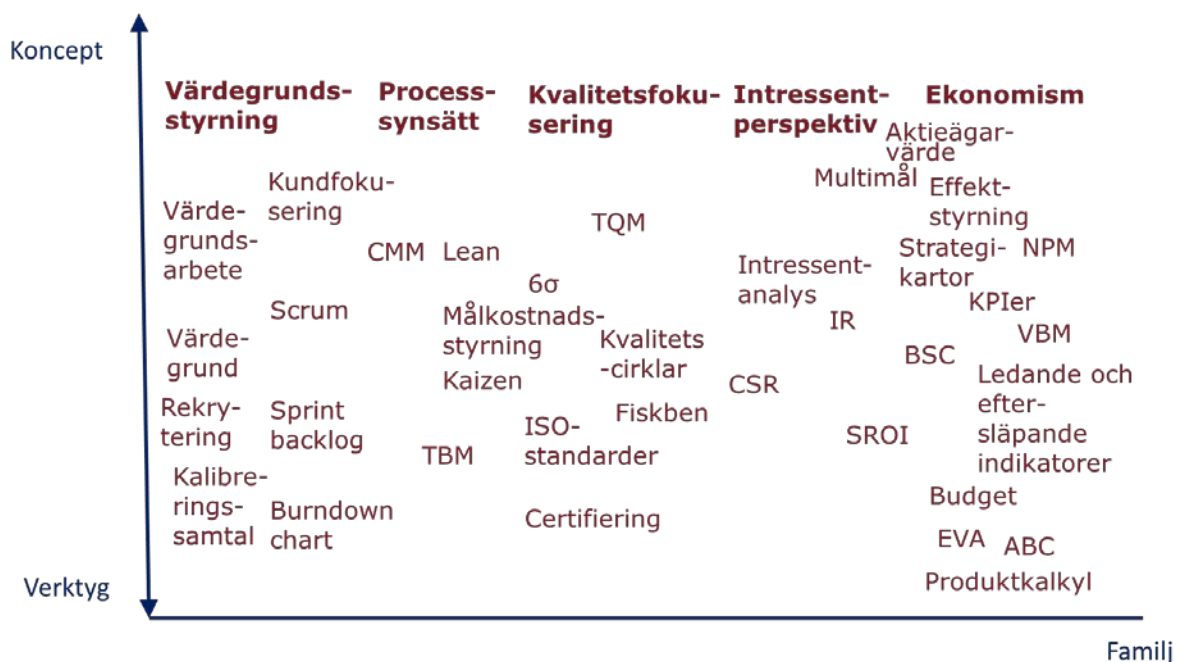 Koncept
Värdegrunds-
styrning
Process-
synsätt
Kvalitetsfoku-
sering
Intressent-
perspektiv
Ekonomism
Aktieägar-
värde
Multimål
Effekt-
styrning
Kundfoku-
sering
Värde-
grunds-
arbete
TQM
CMM
Lean
Strategi-
kartor
NPM
Intressent-
analys
6σ
KPIer
Scrum
Målkostnads-
styrning
IR
VBM
Värde-
grund
Kvalitets
-cirklar
BSC
Kaizen
CSR
Ledande och
efter-
släpande
indikatorer
Rekry-
tering
Sprint
backlog
Fiskben
ISO-
standarder
SROI
TBM
Kalibre-
rings-
samtal
Burndown
chart
Certifiering
Budget
EVA
ABC
Produktkalkyl
Verktyg
Familj